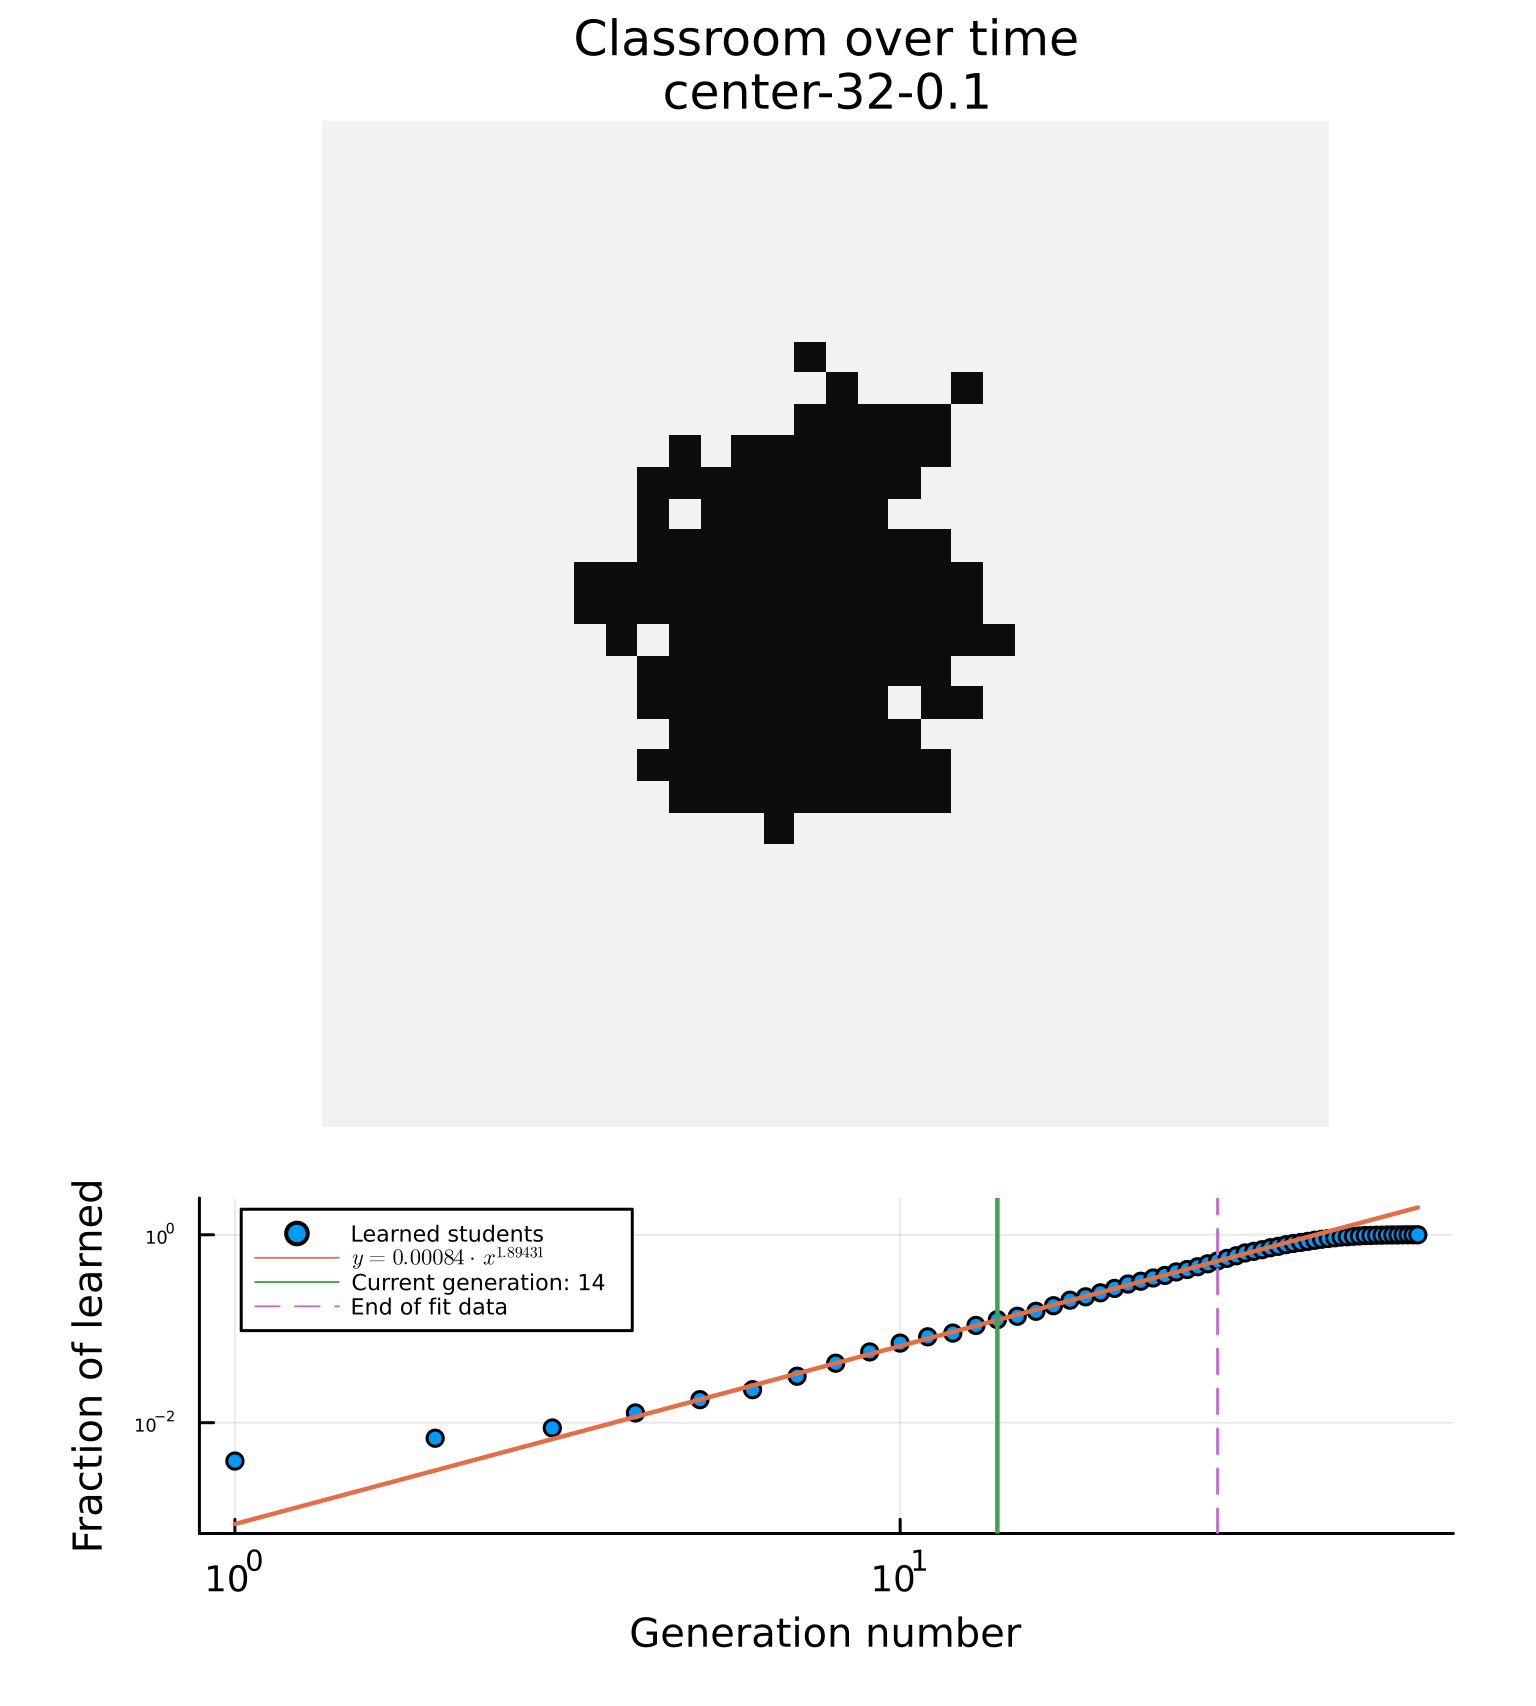 Classroom over time
center-32-0.1
Fraction of learned
10⁰
10⁻²
Learned students
y = 0.00084 · x^1.89431
Current generation: 14
End of fit data
10⁰
10¹
Generation number